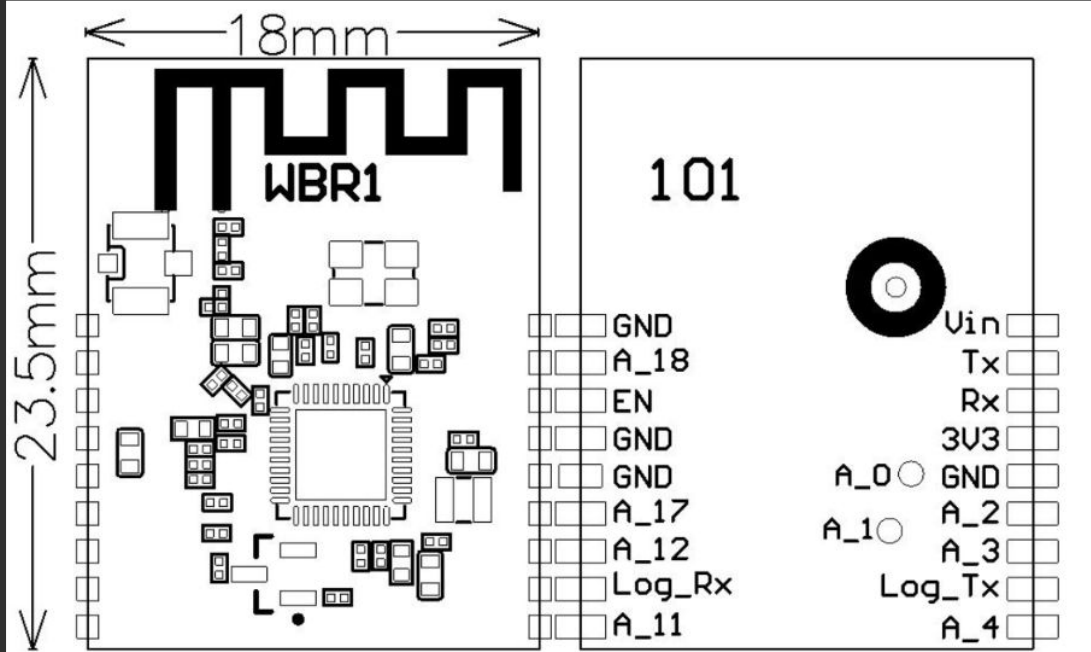 18mm
23.5mm
WBR1
101
GND Vin
A_18 Tx
EN Rx
GND 3V3
GND A_0 GND
A_17 A_2
A_1
A_12 A_3
Log_Rx Log_Tx
A_11 A_4